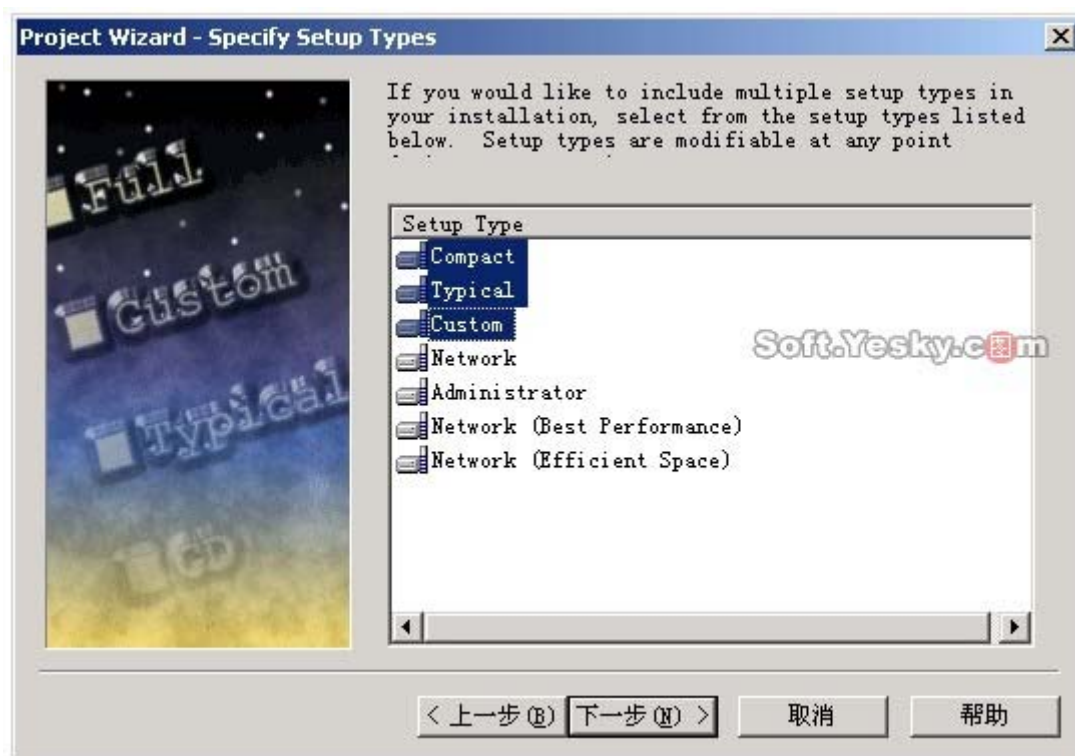 Project Wizard - Specify Setup Types
If you would like to include multiple setup types in
your installation, select from the setup types listed
below. Setup types are modifiable at any point
Full
Custom
Typical
CD
Setup Type
Compact
Typical
Custom
Network
Administrator
Network (Best Performance)
Network (Efficient Space)
Soft.Yesky.c图m
< 上一步(B)
下一步(N) >
取消
帮助